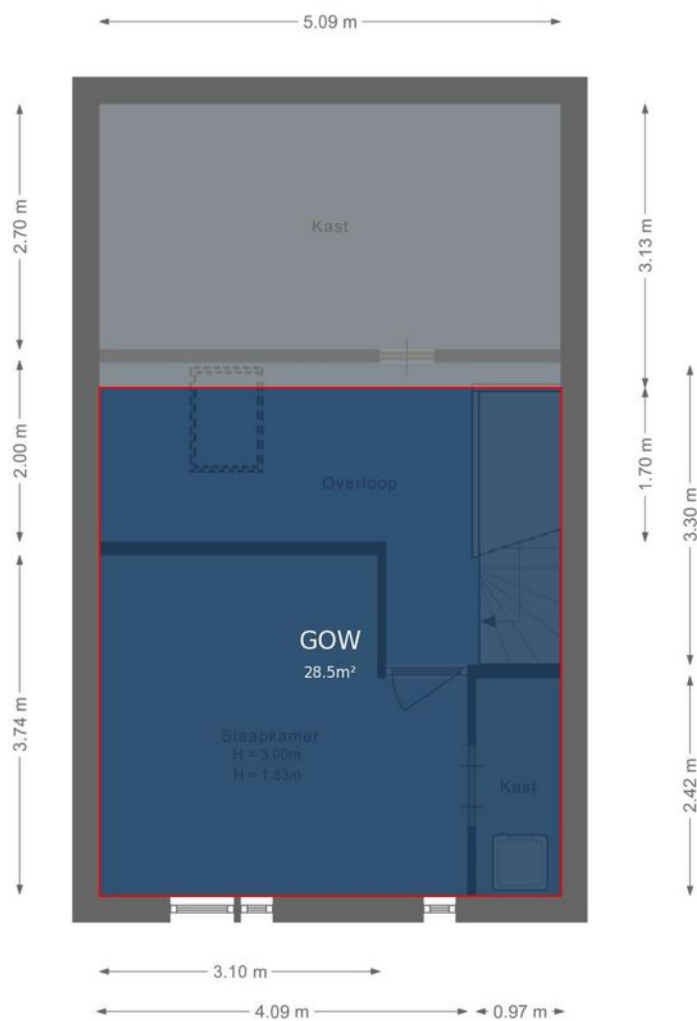 5.09 m
2.70 m
Kast
3.13 m
2.00 m
Overloop
1.70 m
3.30 m
GOW
28.5m²
3.74 m
Slaapkamer
H = 3.00m
H = 1.83m
Kast
2.42 m
3.10 m
4.09 m
0.97 m